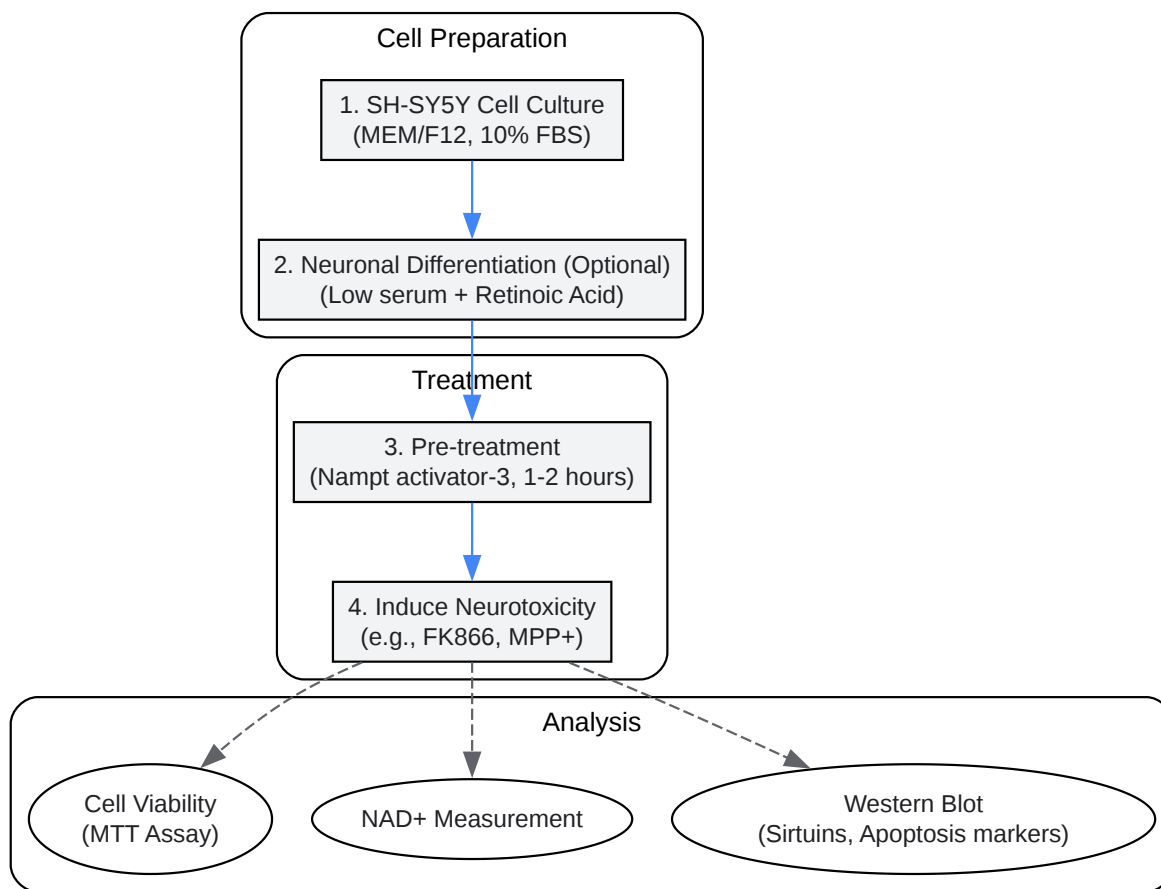 Cell Preparation
1. SH-SY5Y Cell Culture
(MEM/F12, 10% FBS)
2. Neuronal Differentiation (Optional)
(Low serum + Retinoic Acid)
Treatment
3. Pre-treatment
(Nampt activator-3, 1-2 hours)
4. Induce Neurotoxicity
(e.g., FK866, MPP+)
Analysis
Cell Viability
(MTT Assay)
NAD+ Measurement
Western Blot
(Sirtuins, Apoptosis markers)